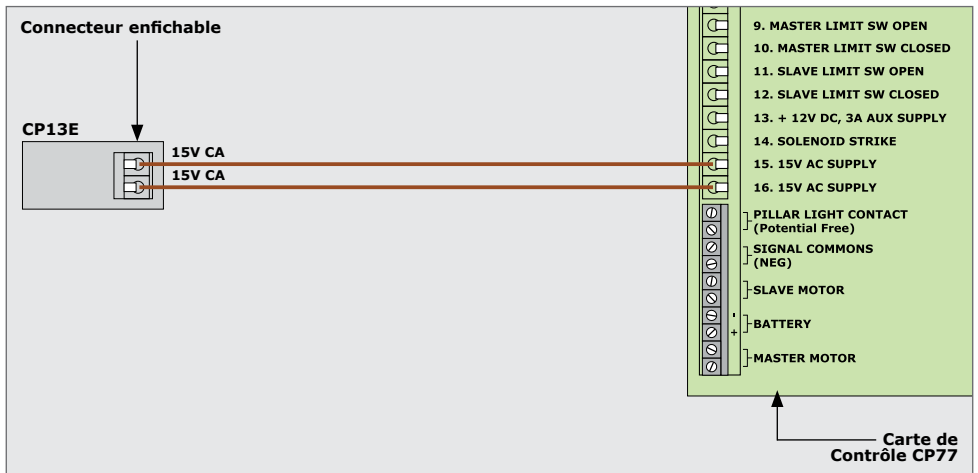 Connecteur enfichable
CP13E
15V CA
15V CA
9. MASTER LIMIT SW OPEN
10. MASTER LIMIT SW CLOSED
11. SLAVE LIMIT SW OPEN
12. SLAVE LIMIT SW CLOSED
13. + 12V DC, 3A AUX SUPPLY
14. SOLENOID STRIKE
15. 15V AC SUPPLY
16. 15V AC SUPPLY
PILLAR LIGHT CONTACT
(Potential Free)
SIGNAL COMMONS
(NEG)
SLAVE MOTOR
-
BATTERY
+
MASTER MOTOR
Carte de
Contrôle CP77